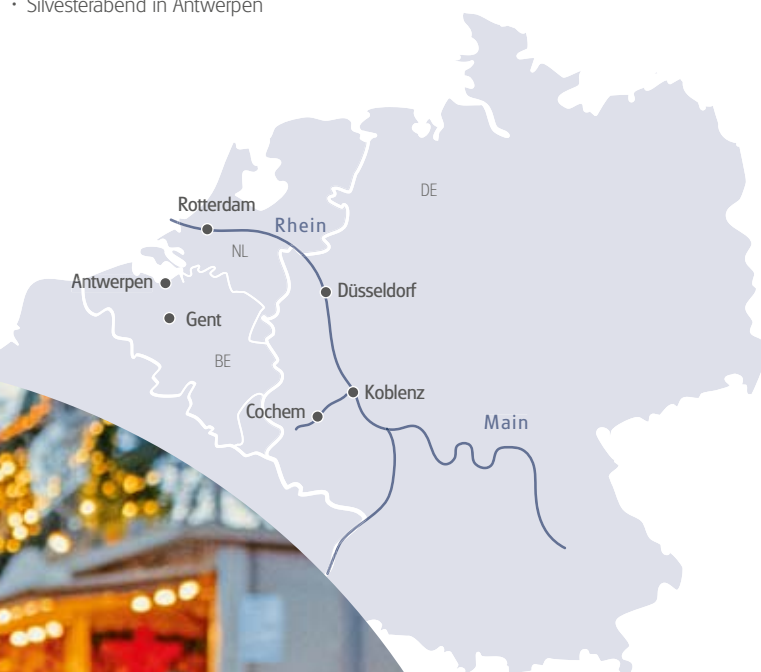 · Silvesterabend in Antwerpen
DE
Rotterdam
Rhein
NL
Antwerpen
Düsseldorf
Gent
BE
Koblenz
Cochem
Main